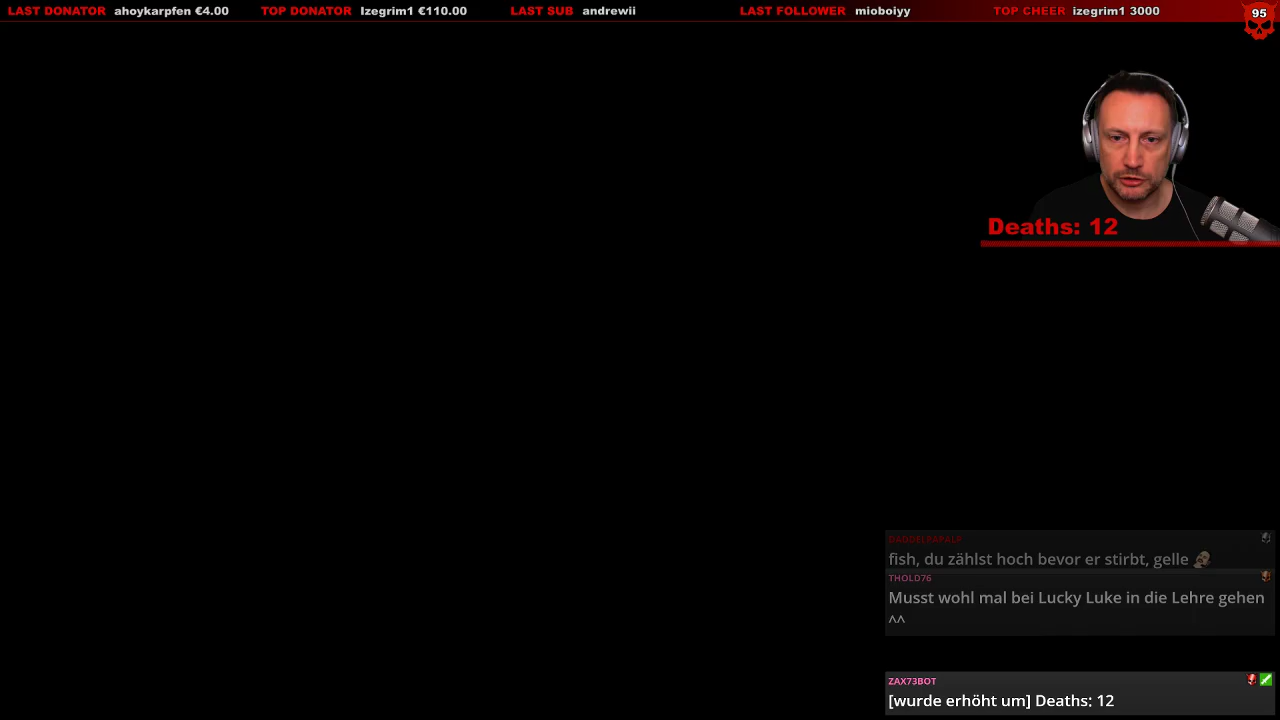 LAST DONATOR ahoykarpfen €4.00 TOP DONATOR Izegrim1 €110.00 LAST SUB andrewii LAST FOLLOWER mioboiyy TOP CHEER izegrim1 3000 95
Deaths: 12
DADDELPAPALP
fish, du zählst hoch bevor er stirbt, gelle
THOLO76
Musst wohl mal bei Lucky Luke in die Lehre gehen
^^
ZAX73BOT
[wurde erhöht um] Deaths: 12